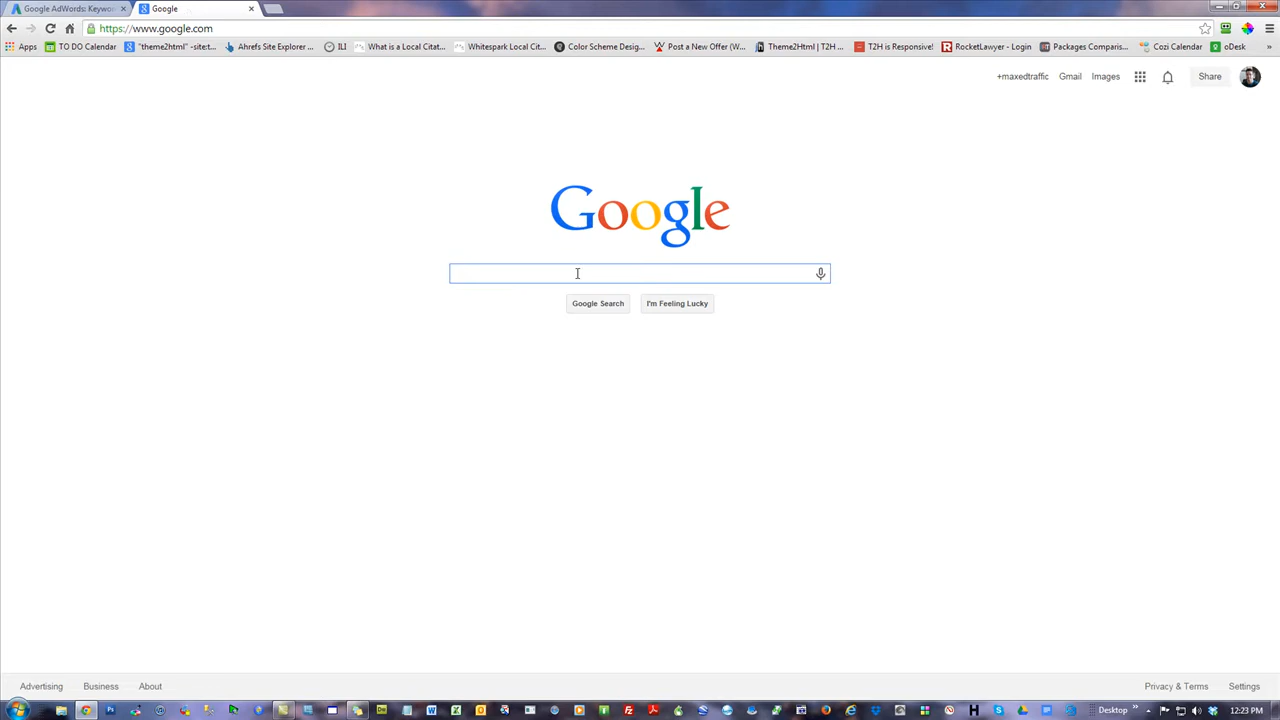 Google AdWords: Keywo
Google
https://www.google.com
Apps TO DO Calendar "theme2html" -site:t... Ahrefs Site Explorer ... ILI What is a Local Citat... Whitespark Local Cit... Color Scheme Desig... Post a New Offer (W... Theme2Html | T2H ... T2H is Responsive! RocketLawyer - Login Packages Comparis... Cozi Calendar oDesk
+maxedtraffic Gmail Images Share
Google
Google Search I'm Feeling Lucky
Advertising Business About Privacy & Terms Settings
Desktop 12:23 PM